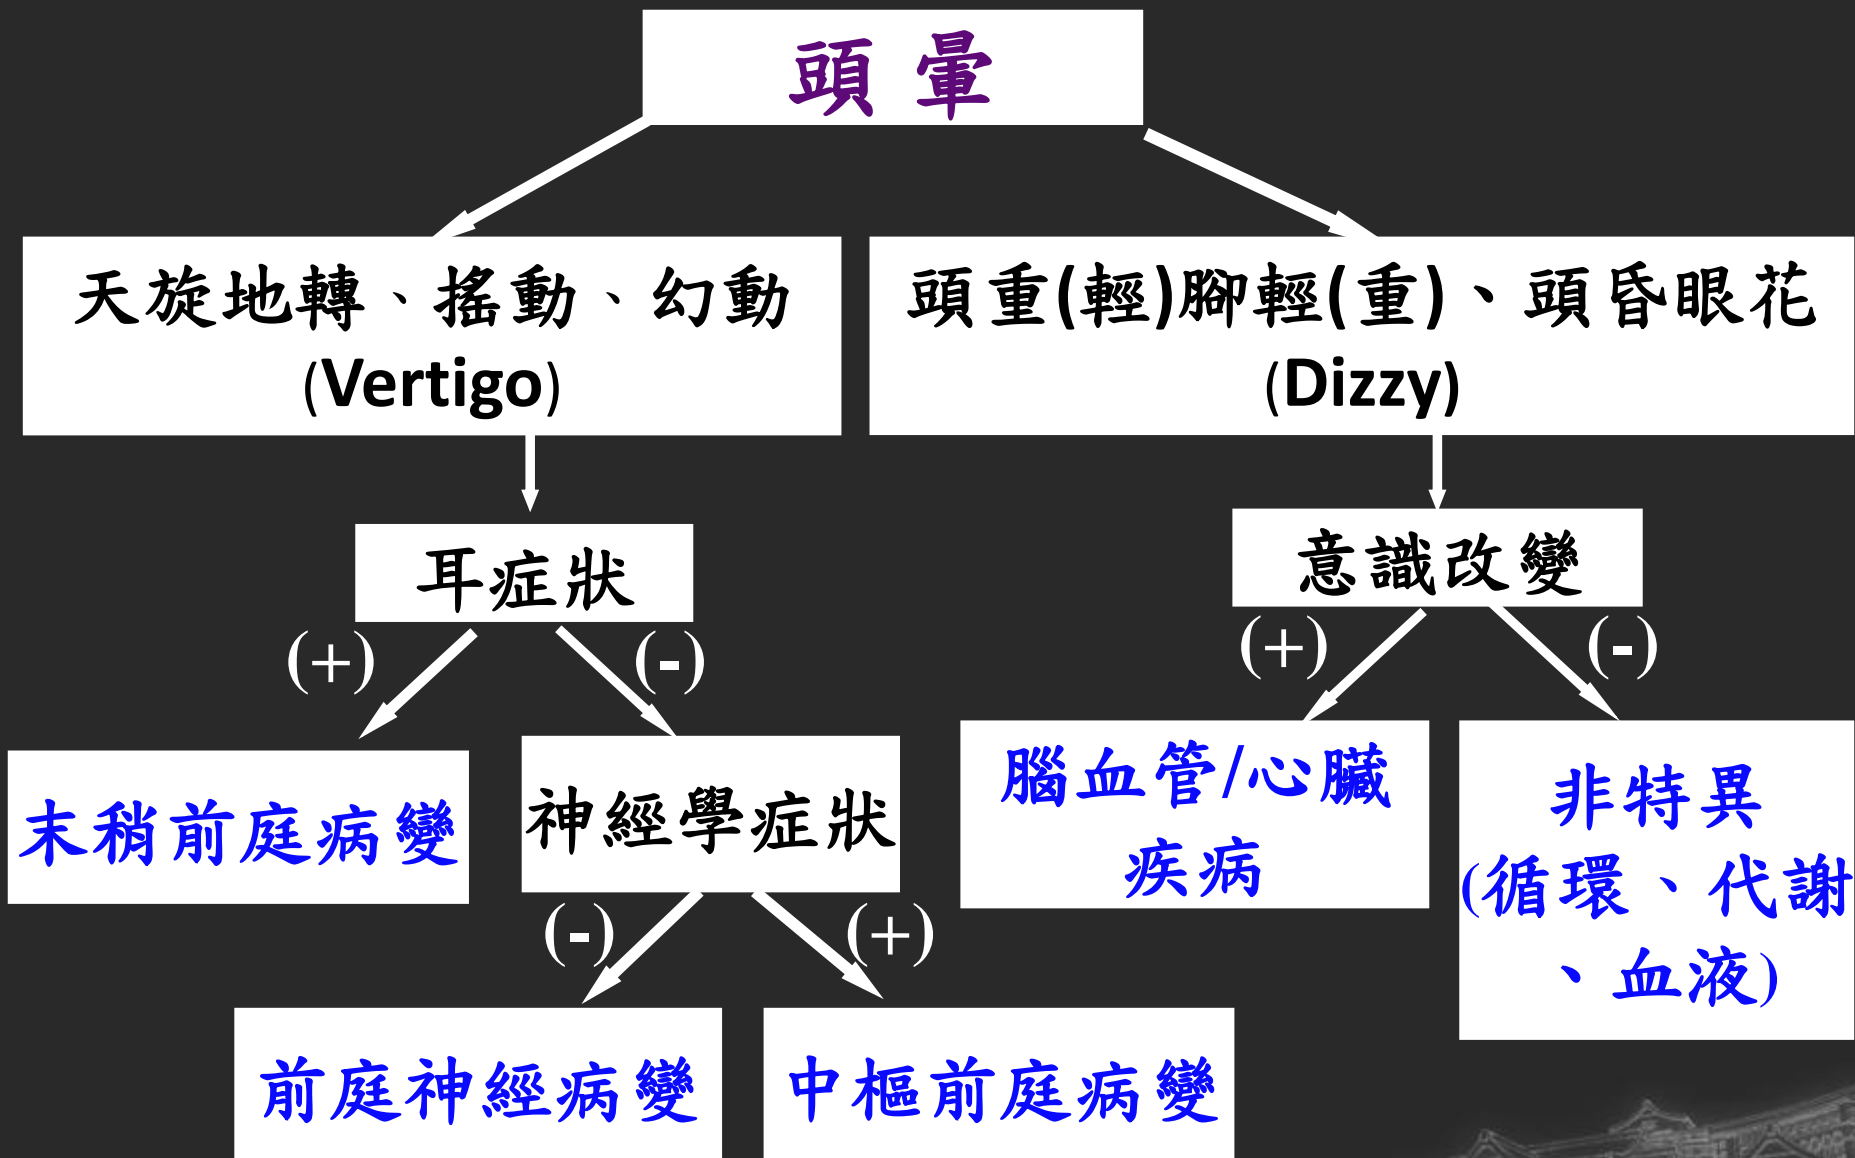 頭暈
天旋地轉、搖動、幻動
(Vertigo)
頭重(輕)腳輕(重)、頭昏眼花
(Dizzy)
耳症狀
意識改變
(+)
(-)
(+)
(-)
末稍前庭病變
神經學症狀
腦血管/心臟
疾病
非特異
(循環、代謝
、血液)
(-)
(+)
前庭神經病變
中樞前庭病變